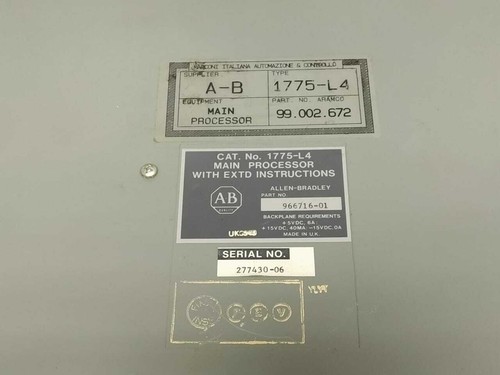 MARCONI ITALIANA AUTOMAZIONE & CONTROLLO
SUPPLIER TYPE
A-B 1775-L4
EQUIPMENT PART. NO. ARAMCO
MAIN PROCESSOR 99.002.672
CAT. No. 1775-L4
MAIN PROCESSOR
WITH EXTD INSTRUCTIONS
ALLEN-BRADLEY
PART NO
966716-01
AB
BACKPLANE REQUIREMENTS
+5VDC, 8A
+15VDC, 40MA -15VDC, 0A
MADE IN U.K.
SERIAL NO.
277430-06
REV